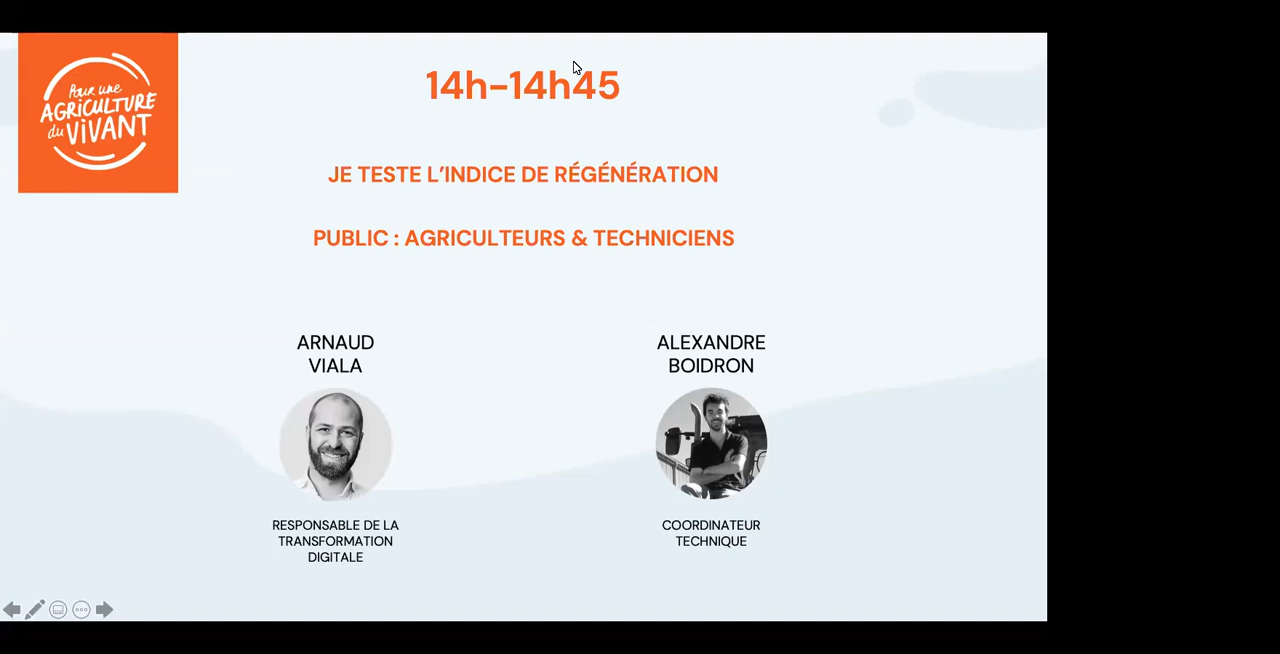 Pour une
AGRiCULTURE
du ViVANT
14h-14h45
JE TESTE L'INDICE DE RÉGÉNÉRATION
PUBLIC : AGRICULTEURS & TECHNICIENS
ARNAUD
VIALA
RESPONSABLE DE LA
TRANSFORMATION
DIGITALE
ALEXANDRE
BOIDRON
COORDINATEUR
TECHNIQUE